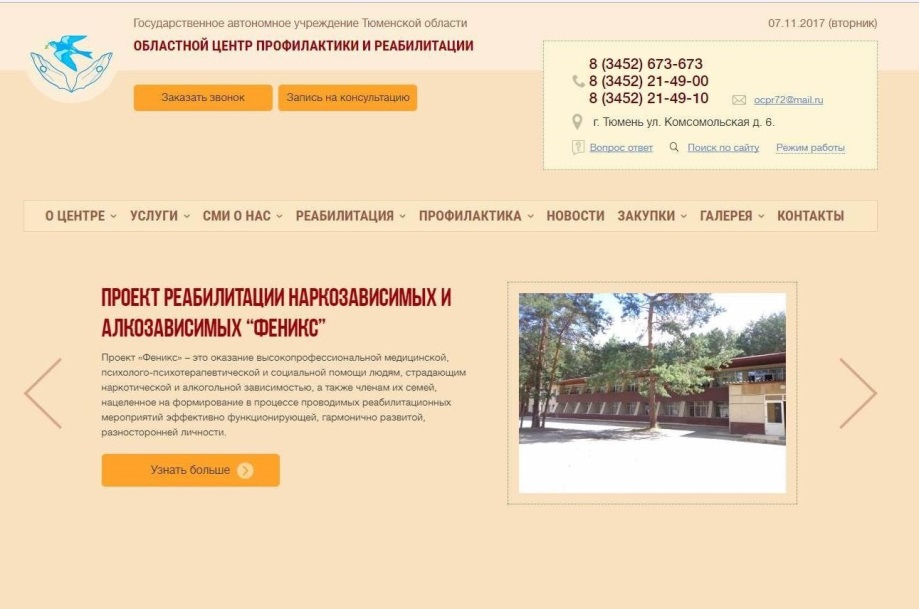 Государственное автономное учреждение Тюменской области
07.11.2017 (вторник)
ОБЛАСТНОЙ ЦЕНТР ПРОФИЛАКТИКИ И РЕАБИЛИТАЦИИ
8 (3452) 673-673
8 (3452) 21-49-00
8 (3452) 21-49-10 ocpr72@mail.ru
Заказать звонок Запись на консультацию
г. Тюмень ул. Комсомольская д. 6.
Вопрос ответ Поиск по сайту Режим работы
О ЦЕНТРЕ УСЛУГИ СМИ О НАС РЕАБИЛИТАЦИЯ ПРОФИЛАКТИКА НОВОСТИ ЗАКУПКИ ГАЛЕРЕЯ КОНТАКТЫ
ПРОЕКТ РЕАБИЛИТАЦИИ НАРКОЗАВИСИМЫХ И
АЛКОЗАВИСИМЫХ “ФЕНИКС”
Проект «Феникс» – это оказание высокопрофессиональной медицинской,
психолого-психотерапевтической и социальной помощи людям, страдающим
наркотической и алкогольной зависимостью, а также членам их семей,
нацеленное на формирование в процессе проводимых реабилитационных
мероприятий эффективно функционирующей, гармонично развитой,
разносторонней личности.
Узнать больше